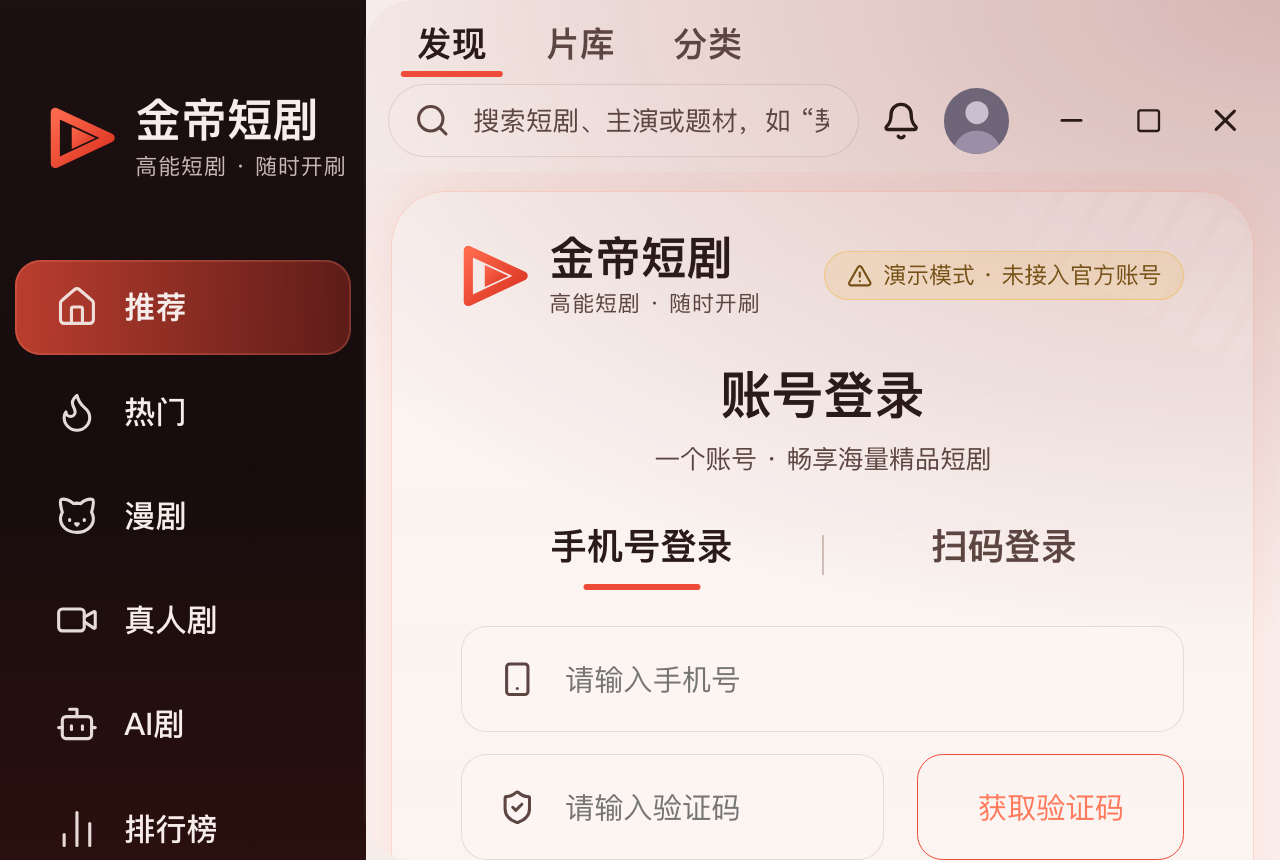 金帝短剧
高能短剧 · 随时开刷
推荐
热门
漫剧
真人剧
AI剧
排行榜
发现
片库
分类
搜索短剧、主演或题材，如“
金帝短剧
高能短剧 · 随时开刷
演示模式 · 未接入官方账号
账号登录
一个账号 · 畅享海量精品短剧
手机号登录
扫码登录
请输入手机号
请输入验证码
获取验证码